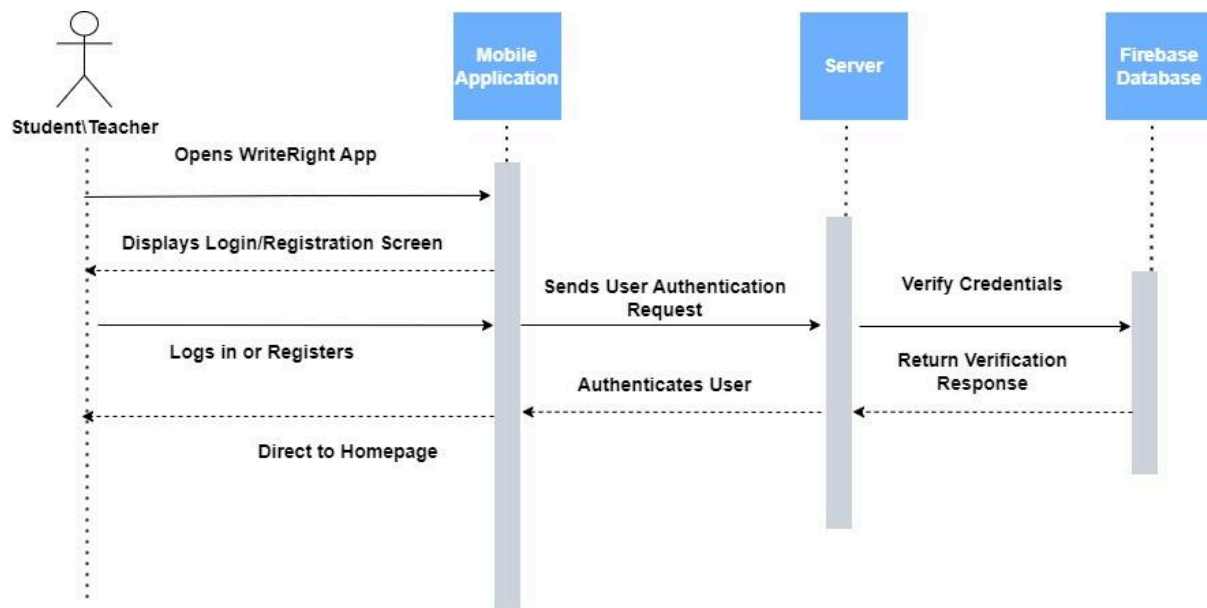 Mobile
Application
Server
Firebase
Database
Student\Teacher
Opens WriteRight App
Displays Login/Registration Screen
Sends User Authentication
Request
Verify Credentials
Logs in or Registers
Authenticates User
Return Verification
Response
Direct to Homepage